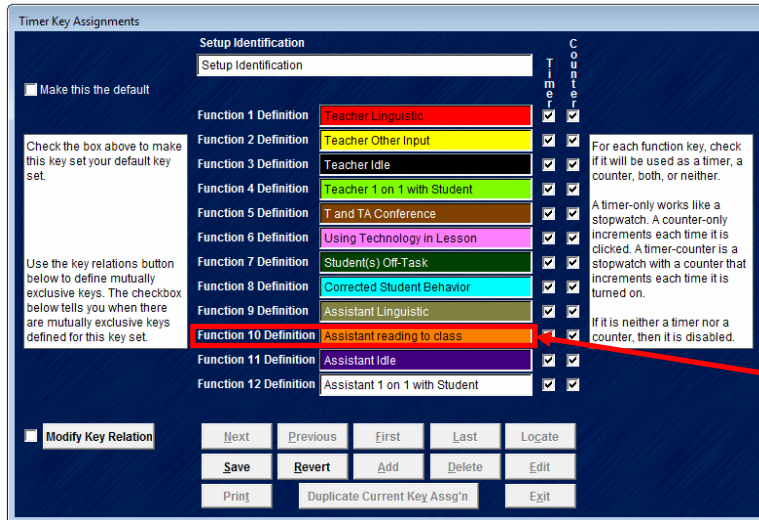 Timer Key Assignments
Setup Identification
Setup Identification
Timer
Counter
Make this the default
Function 1 Definition Teacher Linguistic
Function 2 Definition Teacher Other Input
Function 3 Definition Teacher Idle
Function 4 Definition Teacher 1 on 1 with Student
Function 5 Definition T and TA Conference
Function 6 Definition Using Technology in Lesson
Function 7 Definition Student(s) Off-Task
Function 8 Definition Corrected Student Behavior
Function 9 Definition Assistant Linguistic
Function 10 Definition Assistant reading to class
Function 11 Definition Assistant Idle
Function 12 Definition Assistant 1 on 1 with Student
Check the box above to make
this key set your default key
set.
Use the key relations button
below to define mutually
exclusive keys. The checkbox
below tells you when there
are mutually exclusive keys
defined for this key set.
For each function key, check
if it will be used as a timer, a
counter, both, or neither.
A timer-only works like a
stopwatch. A counter-only
increments each time it is
clicked. A timer-counter is a
stopwatch with a counter that
increments each time it is
turned on.
If it is neither a timer nor a
counter, then it is disabled.
Modify Key Relation
Next Previous First Last Locate
Save Revert Add Delete Edit
Print Duplicate Current Key Assg'n Exit